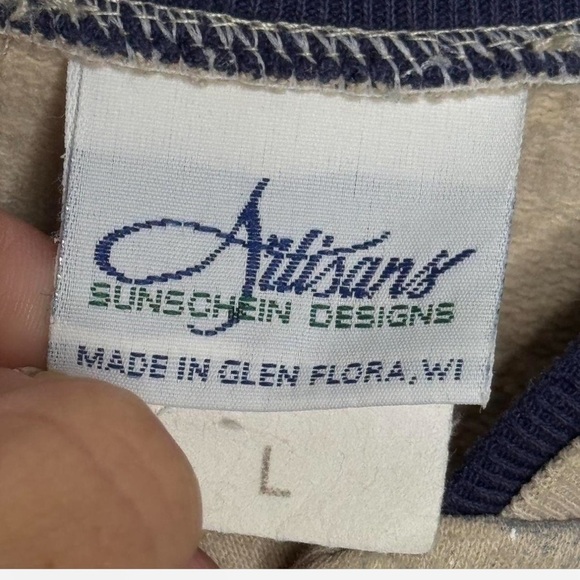 Artisans
SUNSCHEIN DESIGNS
MADE IN GLEN FLORA, WI
L